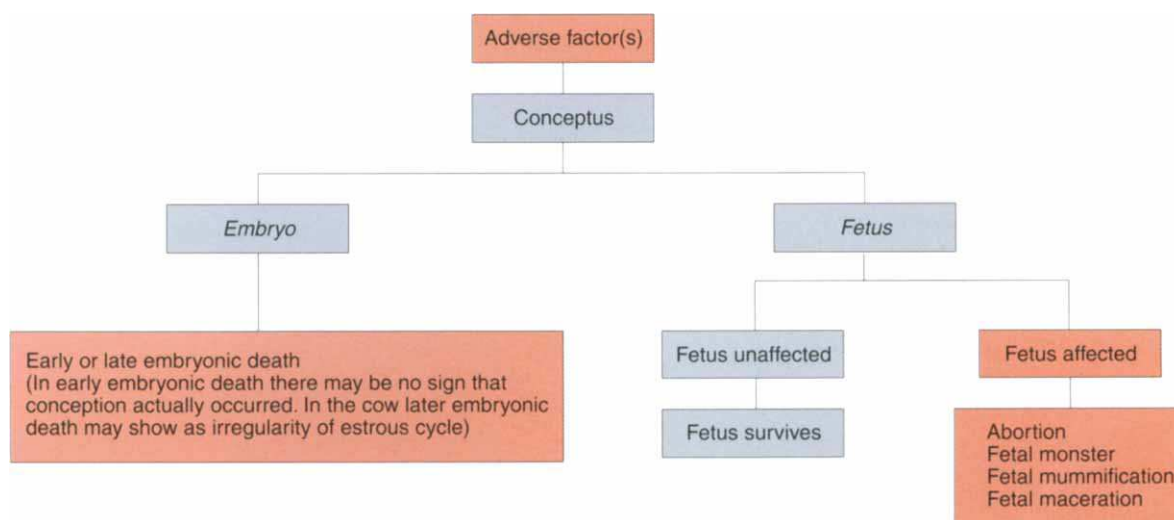 Adverse factor(s)
Conceptus
Embryo
Fetus
Early or late embryonic death
(In early embryonic death there may be no sign that
conception actually occurred. In the cow later embryonic
death may show as irregularity of estrous cycle)
Fetus unaffected
Fetus affected
Fetus survives
Abortion
Fetal monster
Fetal mummification
Fetal maceration